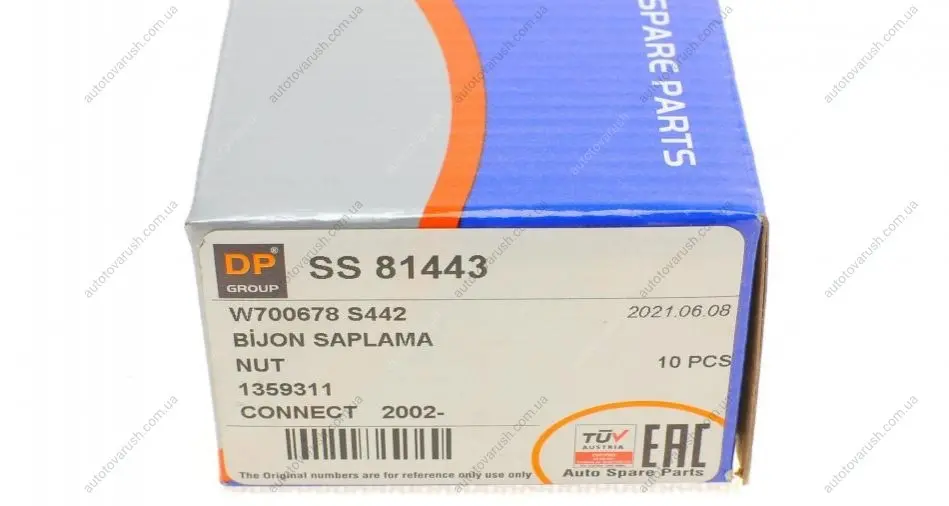 SPARE PARTS
DP®
GROUP
SS 81443
W700678 S442
2021.06.08
BİJON SAPLAMA
NUT
10 PCS
1359311
CONNECT 2002-
TÜV
AUSTRIA
EAC
Auto Spare Parts
The Original numbers are for reference only use only
autotovarush.com.ua